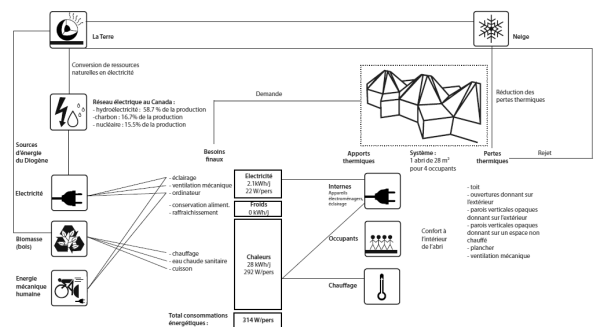 La Terre
Neige
Conversion de ressources
naturelles en électricité
Réseau électrique au Canada :
- hydroélectricité : 58.7 % de la production
-charbon : 16.7% de la production
- nucléaire : 15.5% de la production
Demande
Réduction des
pertes thermiques
Sources
d'énergie
du Diogène
Besoins
finaux
Apports
thermiques
Système :
1 abri de 28 m²
pour 4 occupants
Pertes
thermiques
Rejet
Electricité
- éclairage
- ventilation mécanique
- ordinateur
- conservation aliment.
- raffraichissement
Electricité
2.1kWh/j
22 W/pers
Froids
0 kWh/j
Internes
Appareils
électroménagers,
éclairage
- toit
- ouvertures donnant sur
l'extérieur
- parois verticales opaques
donnant sur l'extérieur
- parois verticales opaques
donnant sur un espace non
chauffé
- plancher
- ventilation mécanique
Biomasse
(bois)
- chauffage
- eau chaude sanitaire
- cuisson
Chaleurs
28 kWh/j
292 W/pers
Occupants
Confort à
l'intérieur
de l'abri
Energie
mécanique
humaine
Chauffage
Total consommations
énergétiques :
314 W/pers